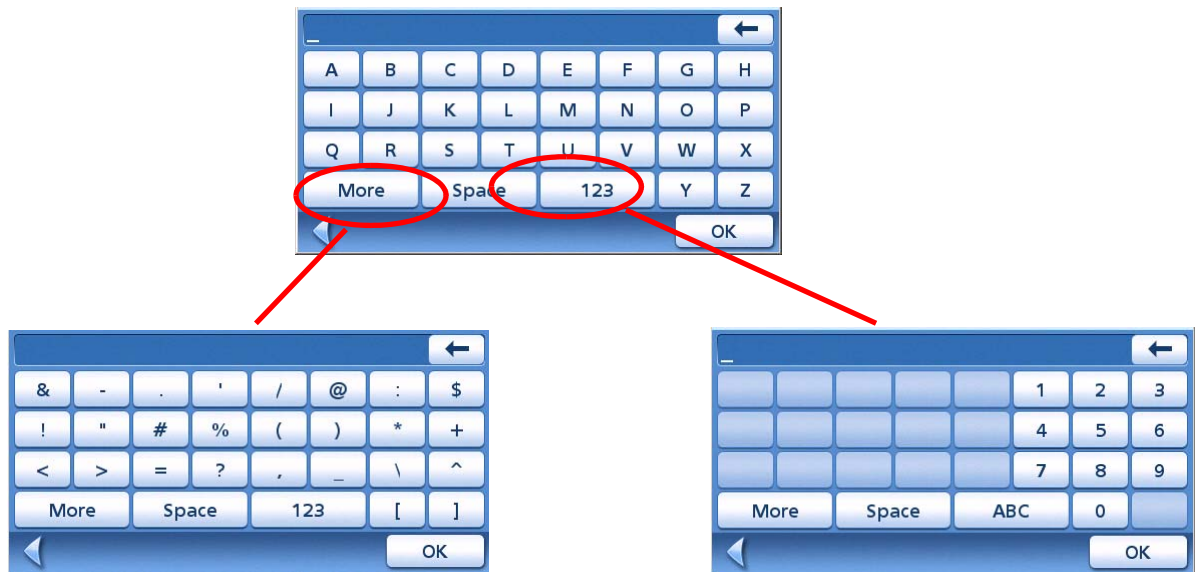 _ ←
A B C D E F G H
I J K L M N O P
Q R S T U V W X
More Space 123 Y Z
OK
& - . ' / @ : $
! " # % ( ) * +
< > = ? , _ \ ^
More Space 123 [ ]
OK
_ ←
1 2 3
4 5 6
7 8 9
More Space ABC 0
OK